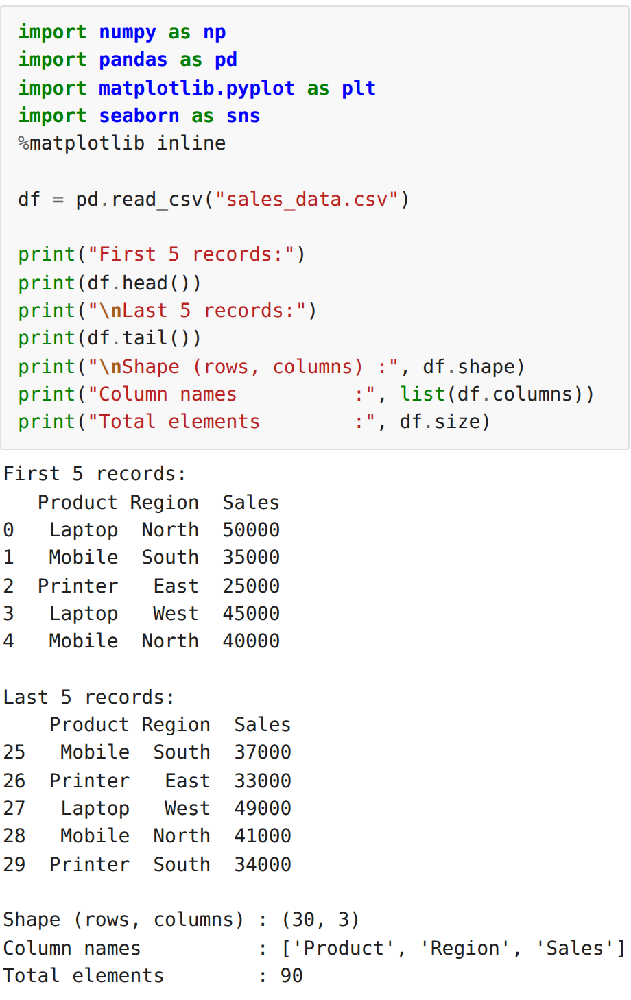 import numpy as np
import pandas as pd
import matplotlib.pyplot as plt
import seaborn as sns
%matplotlib inline

df = pd.read_csv("sales_data.csv")

print("First 5 records:")
print(df.head())
print("\nLast 5 records:")
print(df.tail())
print("\nShape (rows, columns) :", df.shape)
print("Column names          :", list(df.columns))
print("Total elements        :", df.size)
First 5 records:
   Product Region  Sales
0   Laptop  North  50000
1   Mobile  South  35000
2  Printer   East  25000
3   Laptop   West  45000
4   Mobile  North  40000

Last 5 records:
    Product Region  Sales
25   Mobile  South  37000
26  Printer   East  33000
27   Laptop   West  49000
28   Mobile  North  41000
29  Printer  South  34000

Shape (rows, columns) : (30, 3)
Column names          : ['Product', 'Region', 'Sales']
Total elements        : 90